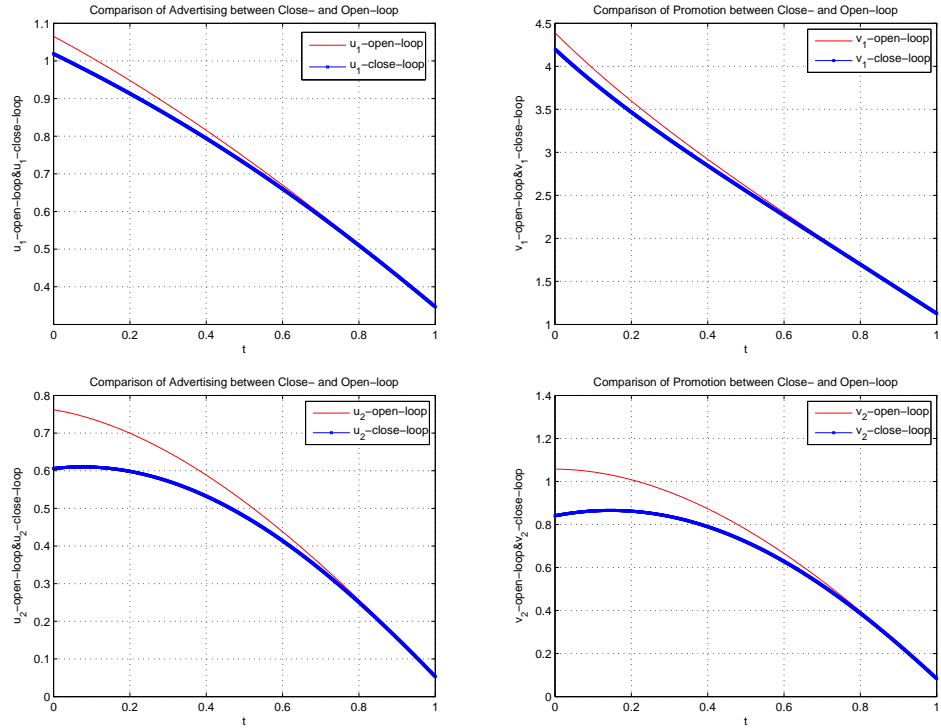 Comparison of Advertising between Close− and Open−loop
u1−open−loop
u1−close−loop
u1−open−loop&u1−close−loop
1.1
1
0.9
0.8
0.7
0.6
0.5
0.4
0 0.2 0.4 0.6 0.8 1
t
Comparison of Promotion between Close− and Open−loop
v1−open−loop
v1−close−loop
v1−open−loop&v1−close−loop
4.5
4
3.5
3
2.5
2
1.5
1
0 0.2 0.4 0.6 0.8 1
t
Comparison of Advertising between Close− and Open−loop
u2−open−loop
u2−close−loop
u2−open−loop&u2−close−loop
0.8
0.7
0.6
0.5
0.4
0.3
0.2
0.1
0
0 0.2 0.4 0.6 0.8 1
t
Comparison of Promotion between Close− and Open−loop
v2−open−loop
v2−close−loop
v2−open−loop&v2−close−loop
1.4
1.2
1
0.8
0.6
0.4
0.2
0
0 0.2 0.4 0.6 0.8 1
t